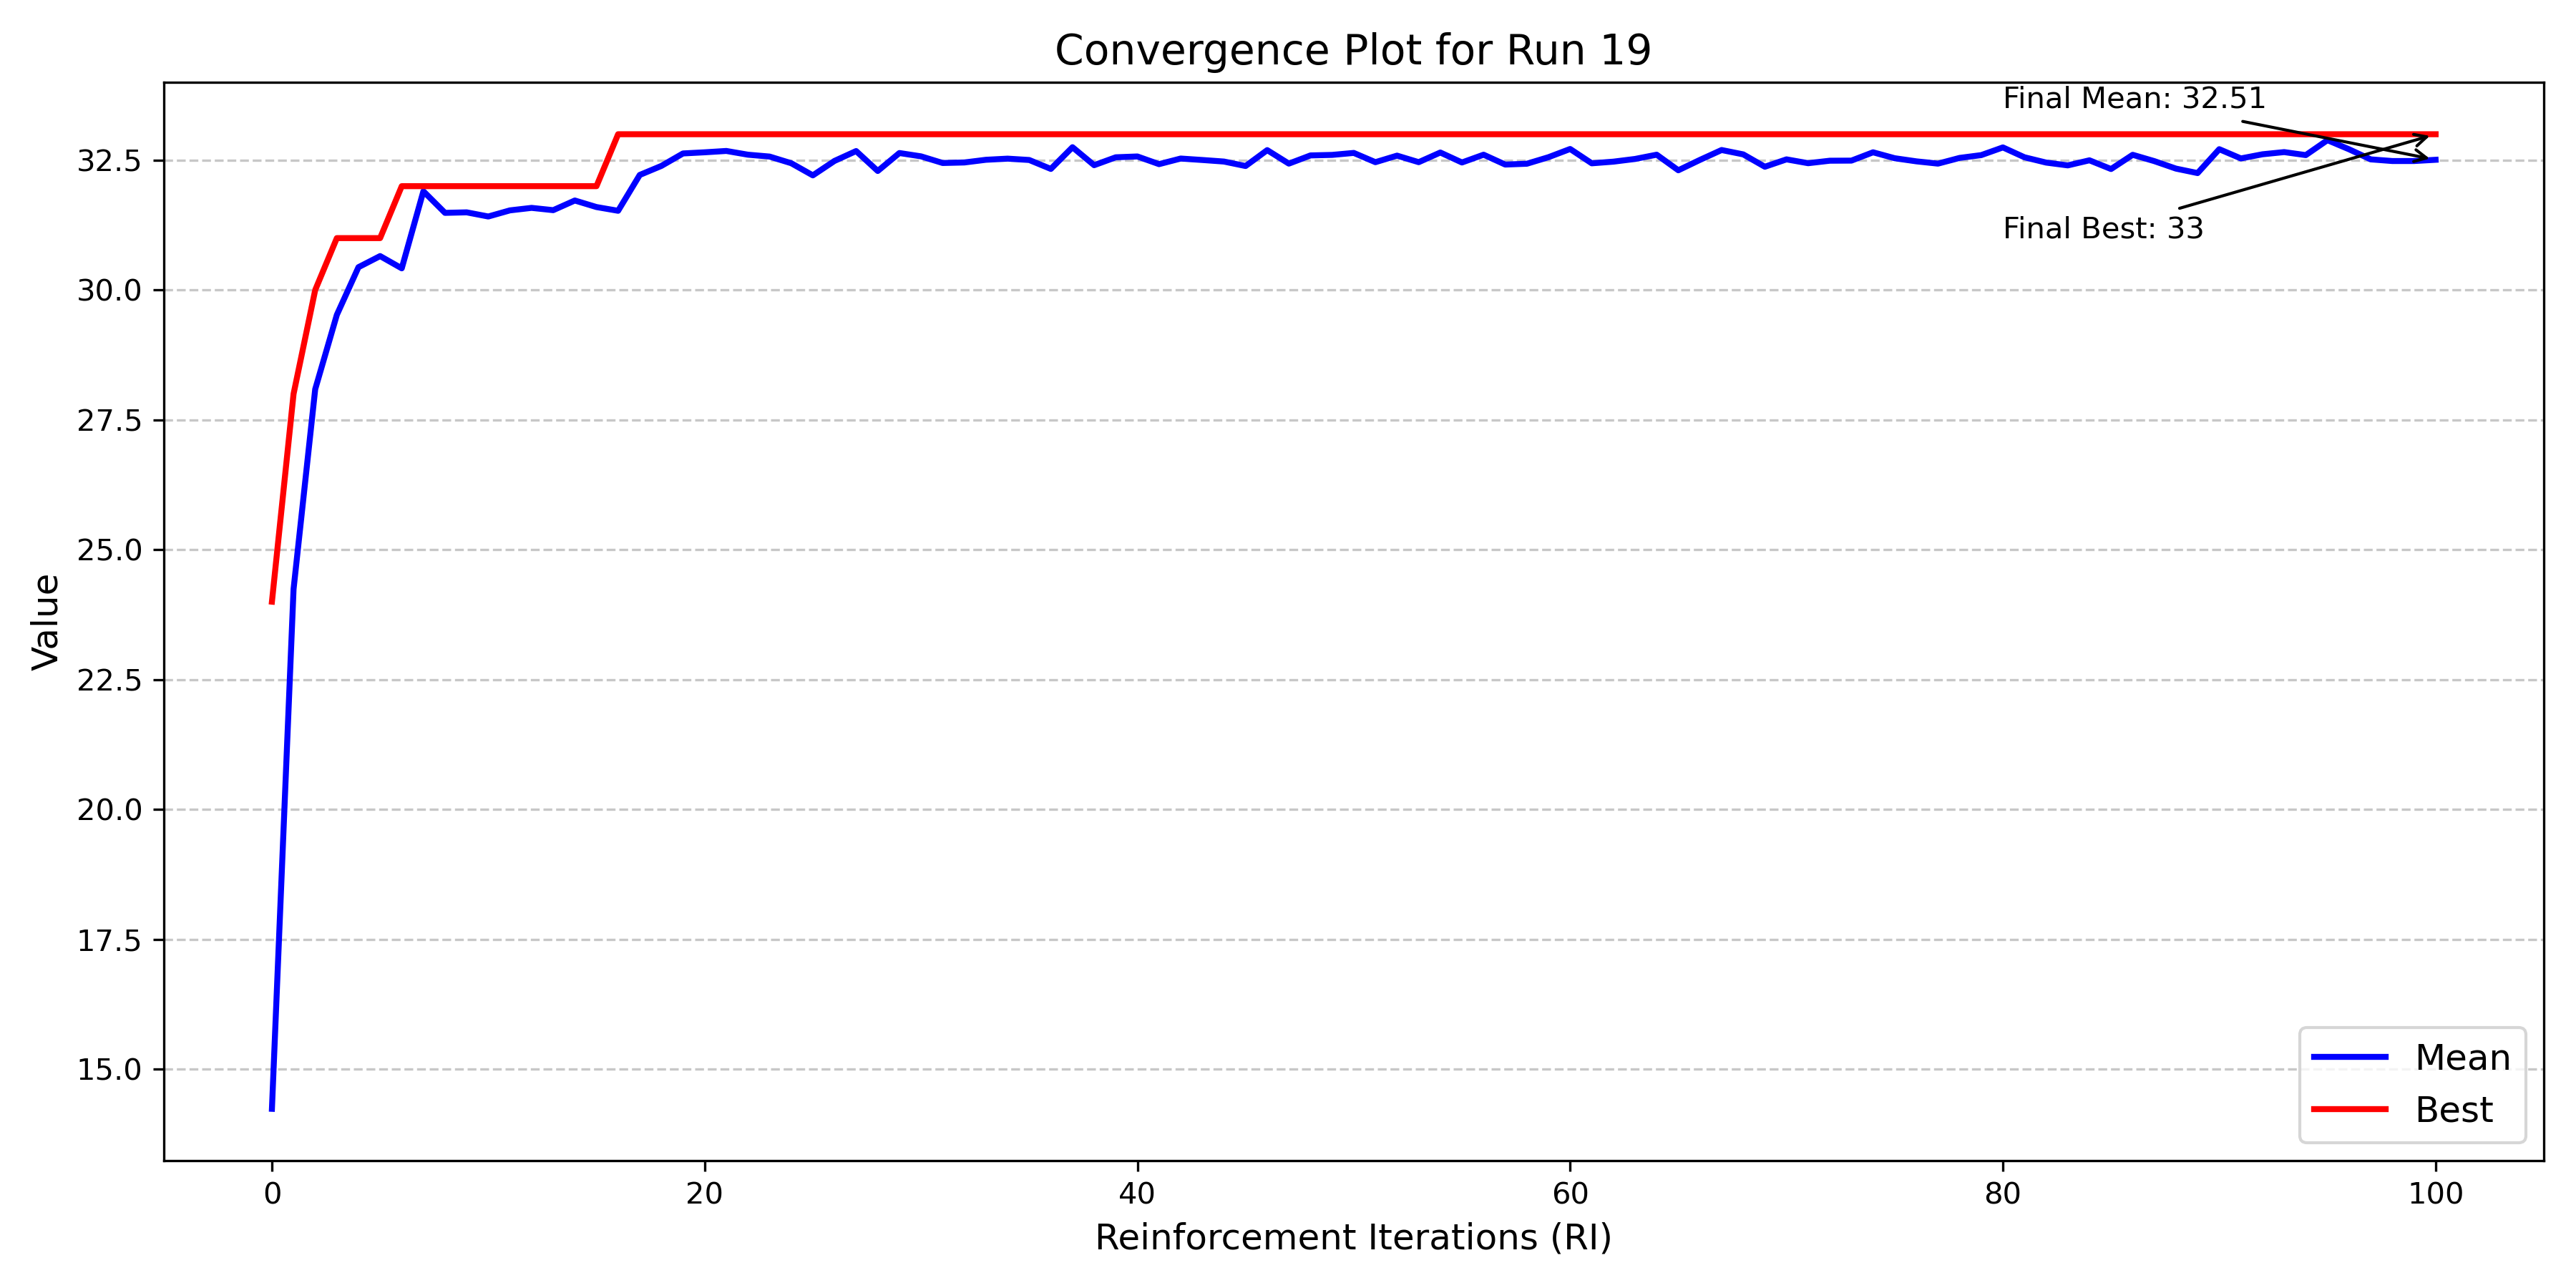 Convergence Plot for Run 19
Final Mean: 32.51
Final Best: 33
32.5
30.0
27.5
25.0
22.5
20.0
17.5
15.0
Value
0 20 40 60 80 100
Reinforcement Iterations (RI)
Mean
Best